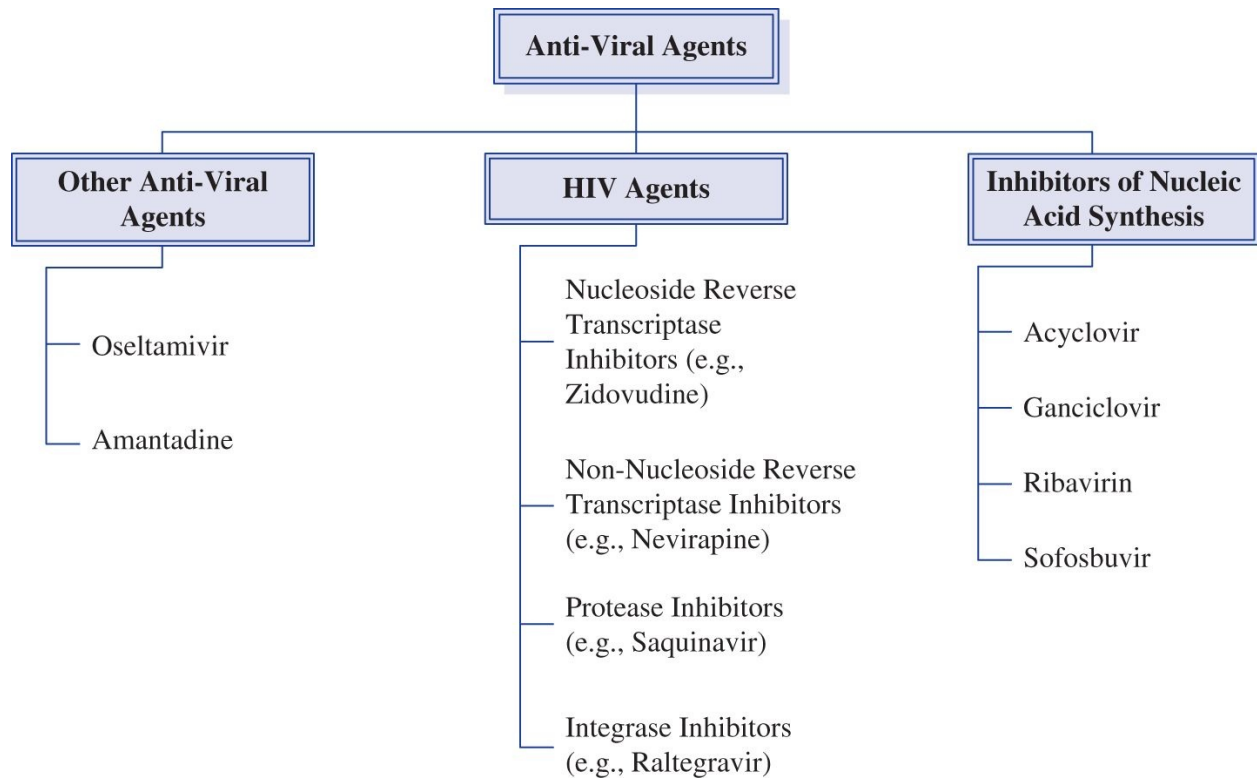 Anti-Viral Agents
Other Anti-Viral
Agents
Oseltamivir
Amantadine
HIV Agents
Nucleoside Reverse
Transcriptase
Inhibitors (e.g.,
Zidovudine)
Non-Nucleoside Reverse
Transcriptase Inhibitors
(e.g., Nevirapine)
Protease Inhibitors
(e.g., Saquinavir)
Integrase Inhibitors
(e.g., Raltegravir)
Inhibitors of Nucleic
Acid Synthesis
Acyclovir
Ganciclovir
Ribavirin
Sofosbuvir